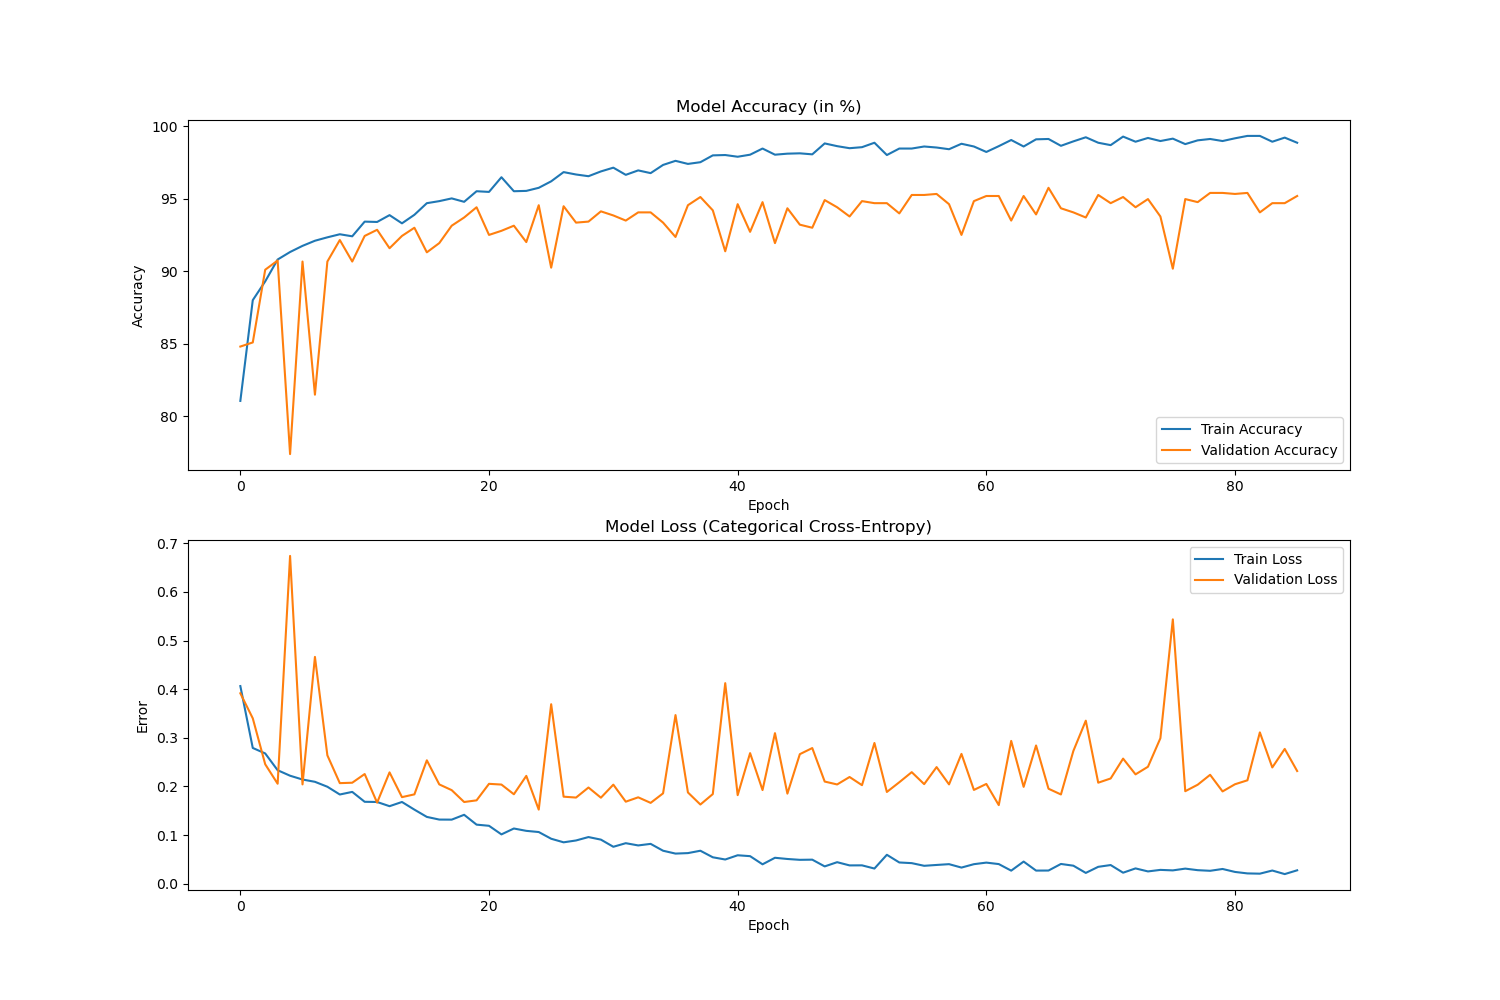 Model Accuracy (in %)
100
95
90
85
80
Accuracy
Train Accuracy
Validation Accuracy
0 20 40 60 80
Epoch
Model Loss (Categorical Cross-Entropy)
0.7
0.6
0.5
0.4
0.3
0.2
0.1
0.0
Error
Train Loss
Validation Loss
0 20 40 60 80
Epoch